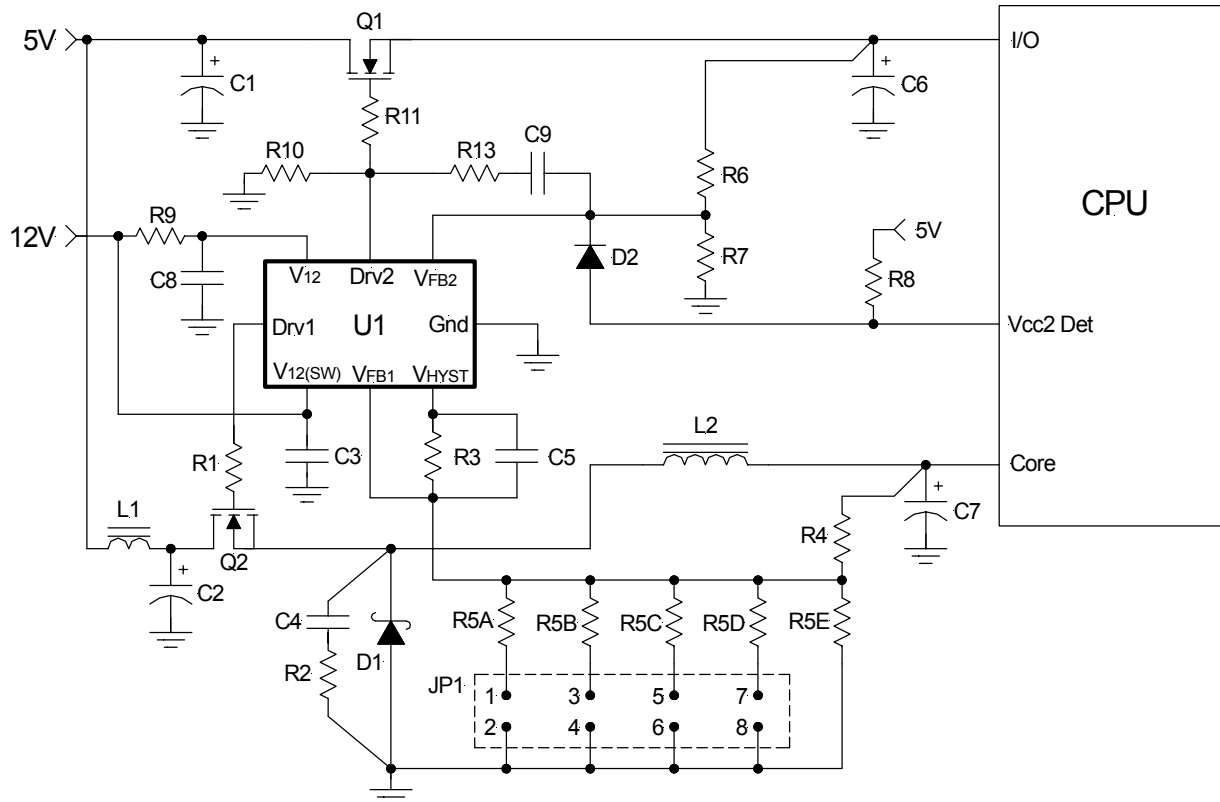 Q1
5V
I/O
+
C1
+
C6
R11
C9
R10
R13
R6
CPU
R9
12V
5V
D2
R7
R8
C8
V12
Drv2
VFB2
Drv1
U1
Gnd
Vcc2 Det
V12(SW)
VFB1
VHYST
L2
R1
C3
R3
C5
Core
+
C7
L1
R4
Q2
+
C2
C4
R5A
R5B
R5C
R5D
R5E
D1
R2
JP1
1
3
5
7
2
4
6
8